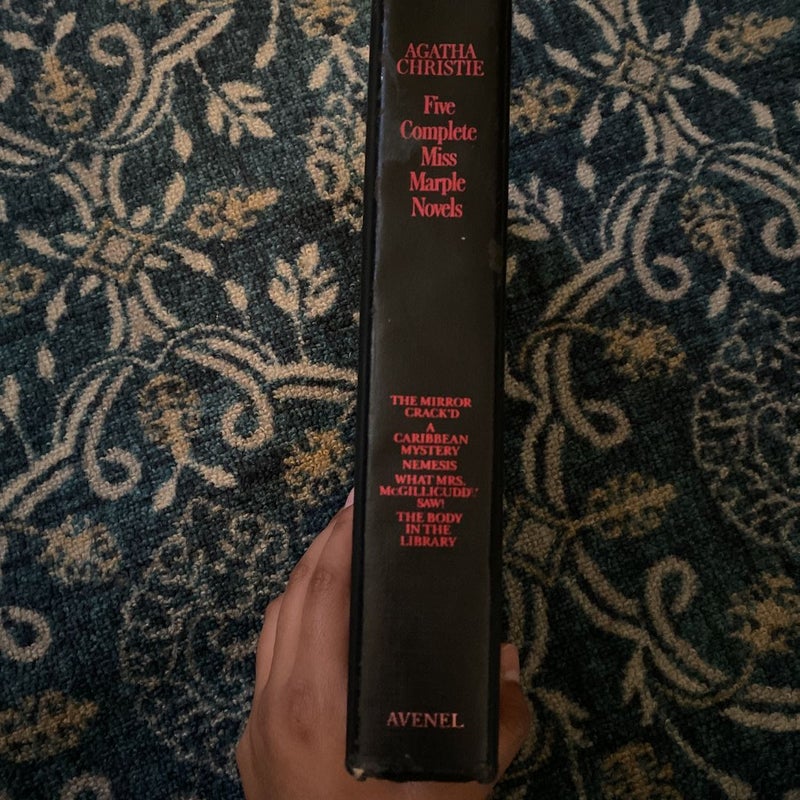 AGATHA
CHRISTIE
Five
Complete
Miss
Marple
Novels
THE MIRROR
CRACK'D
A
CARIBBEAN
MYSTERY
NEMESIS
WHAT MRS.
McGILLICUDDY
SAW!
THE BODY
IN THE
LIBRARY
AVENEL